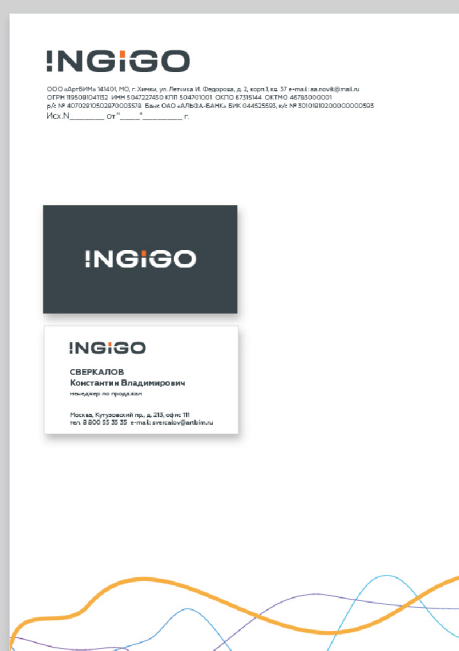 !NGiGO
ООО «АртБИМ» 141401, МО, г. Химки, ул. Летчика И. Федорова, д. 2, корп.1, кв. 37 e-mail: aa.novik@mail.ru
ОГРН 1195081041132 ИНН 5047227430 КПП 504701001 ОКПО 67315144 ОКТМО 46783000001
р/с № 40702810502870003578 Банк ОАО «АЛЬФА-БАНК» БИК 044525593, к/с № 30101810200000000593
Исх.N________ от "_____"_________ г.
!NGiGO
!NGiGO
СВЕРКАЛОВ
Константин Владимирович
менеджер по продажам
Москва, Кутузовский пр., д. 213, офис 111
тел. 8 800 55 35 35 e-mail: svercalov@artbim.ru